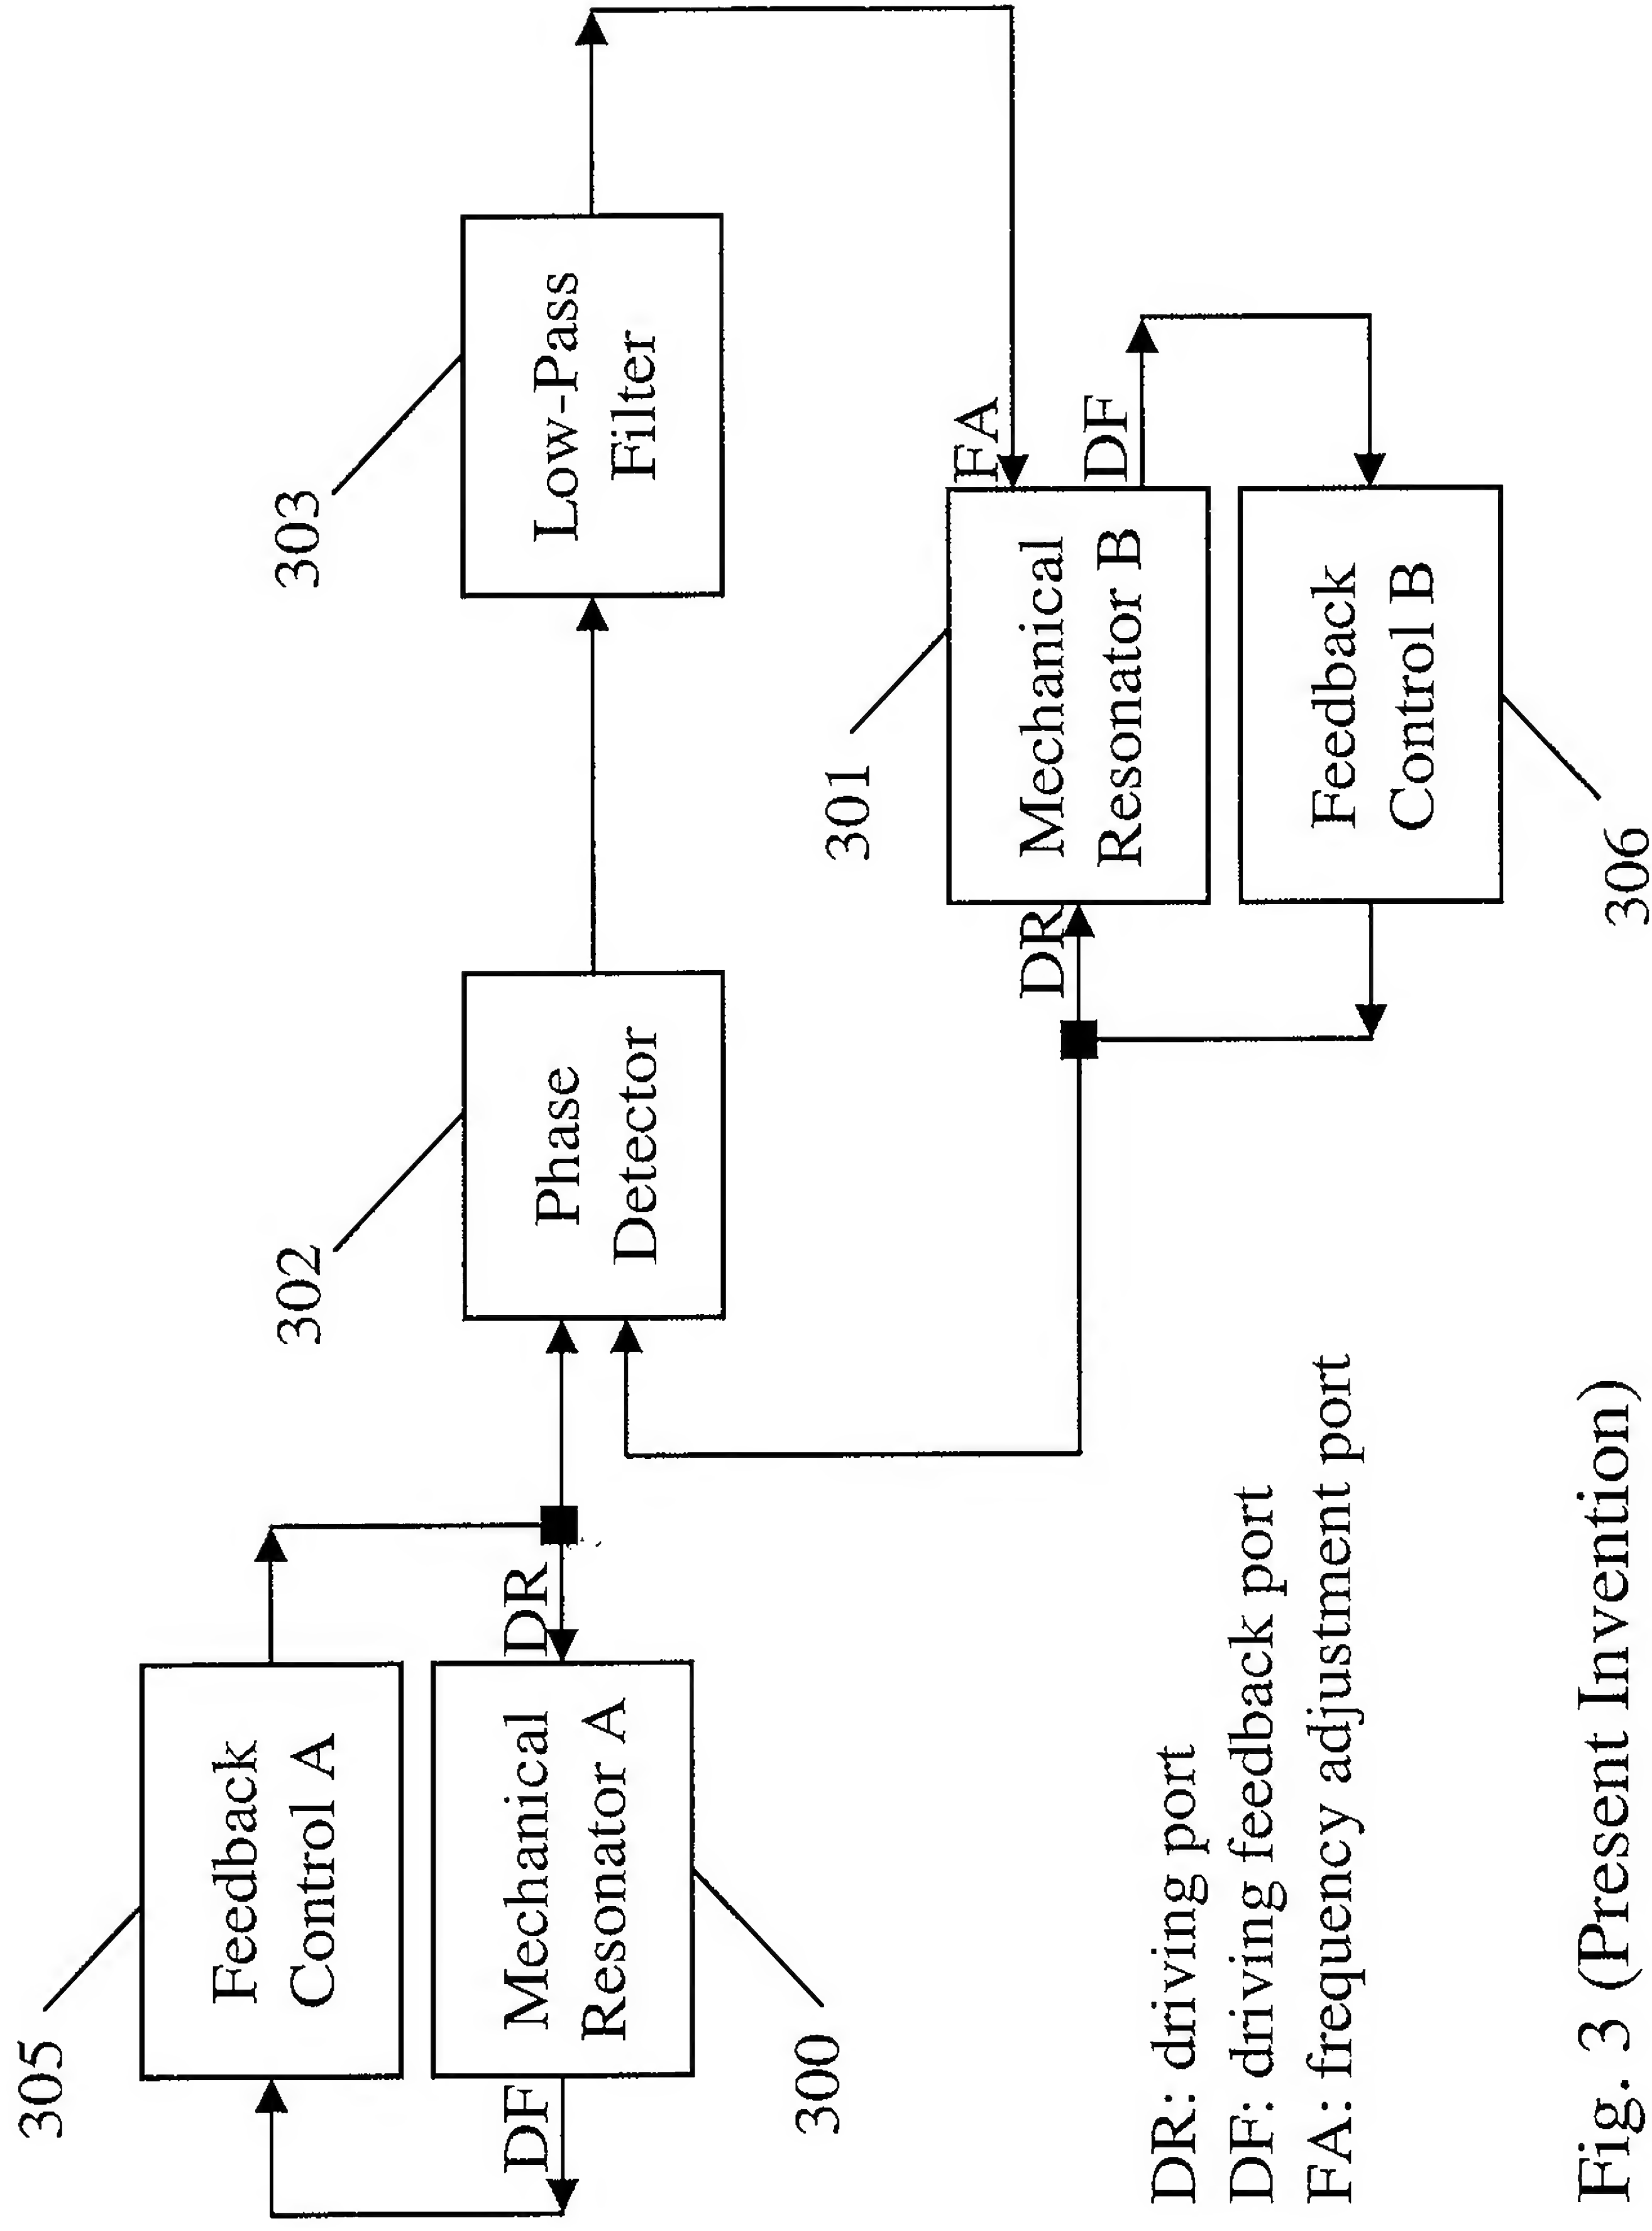 305
Feedback
Control A
DF
Mechanical
Resonator A
DR
300
302
Phase
Detector
303
Low-Pass
Filter
301
DR
Mechanical
Resonator B
FA
DF
Feedback
Control B
306
DR: driving port
DF: driving feedback port
FA: frequency adjustment port
Fig. 3 (Present Invention)